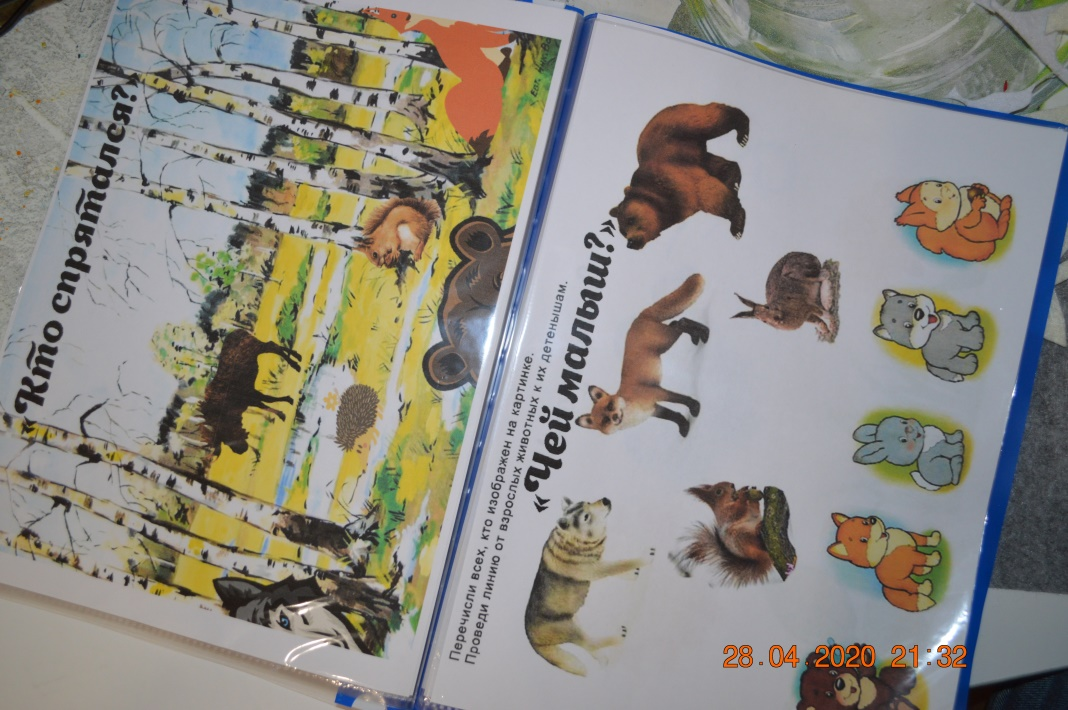 «Кто спрятался?
«Чей малыш?»
Перечисли всех, кто изображен на картинке.
Проведи линию от взрослых животных к их детенышам.
28.04.2020 21:32